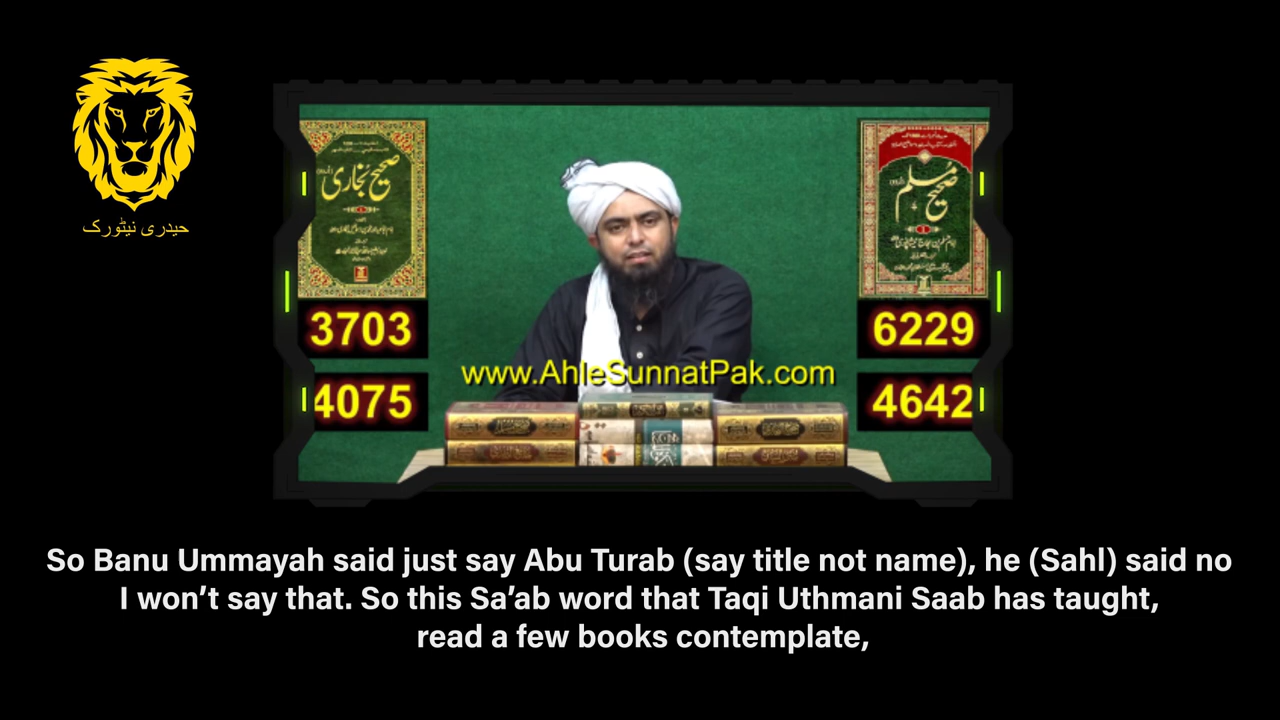 حیدری نیٹورک
صحیح بخاری
صحیح مسلم
3703
4075
6229
4642
www.AhleSunnatPak.com
So Banu Ummayah said just say Abu Turab (say title not name), he (Sahl) said no
I won’t say that. So this Sa’ab word that Taqi Uthmani Saab has taught,
read a few books contemplate,